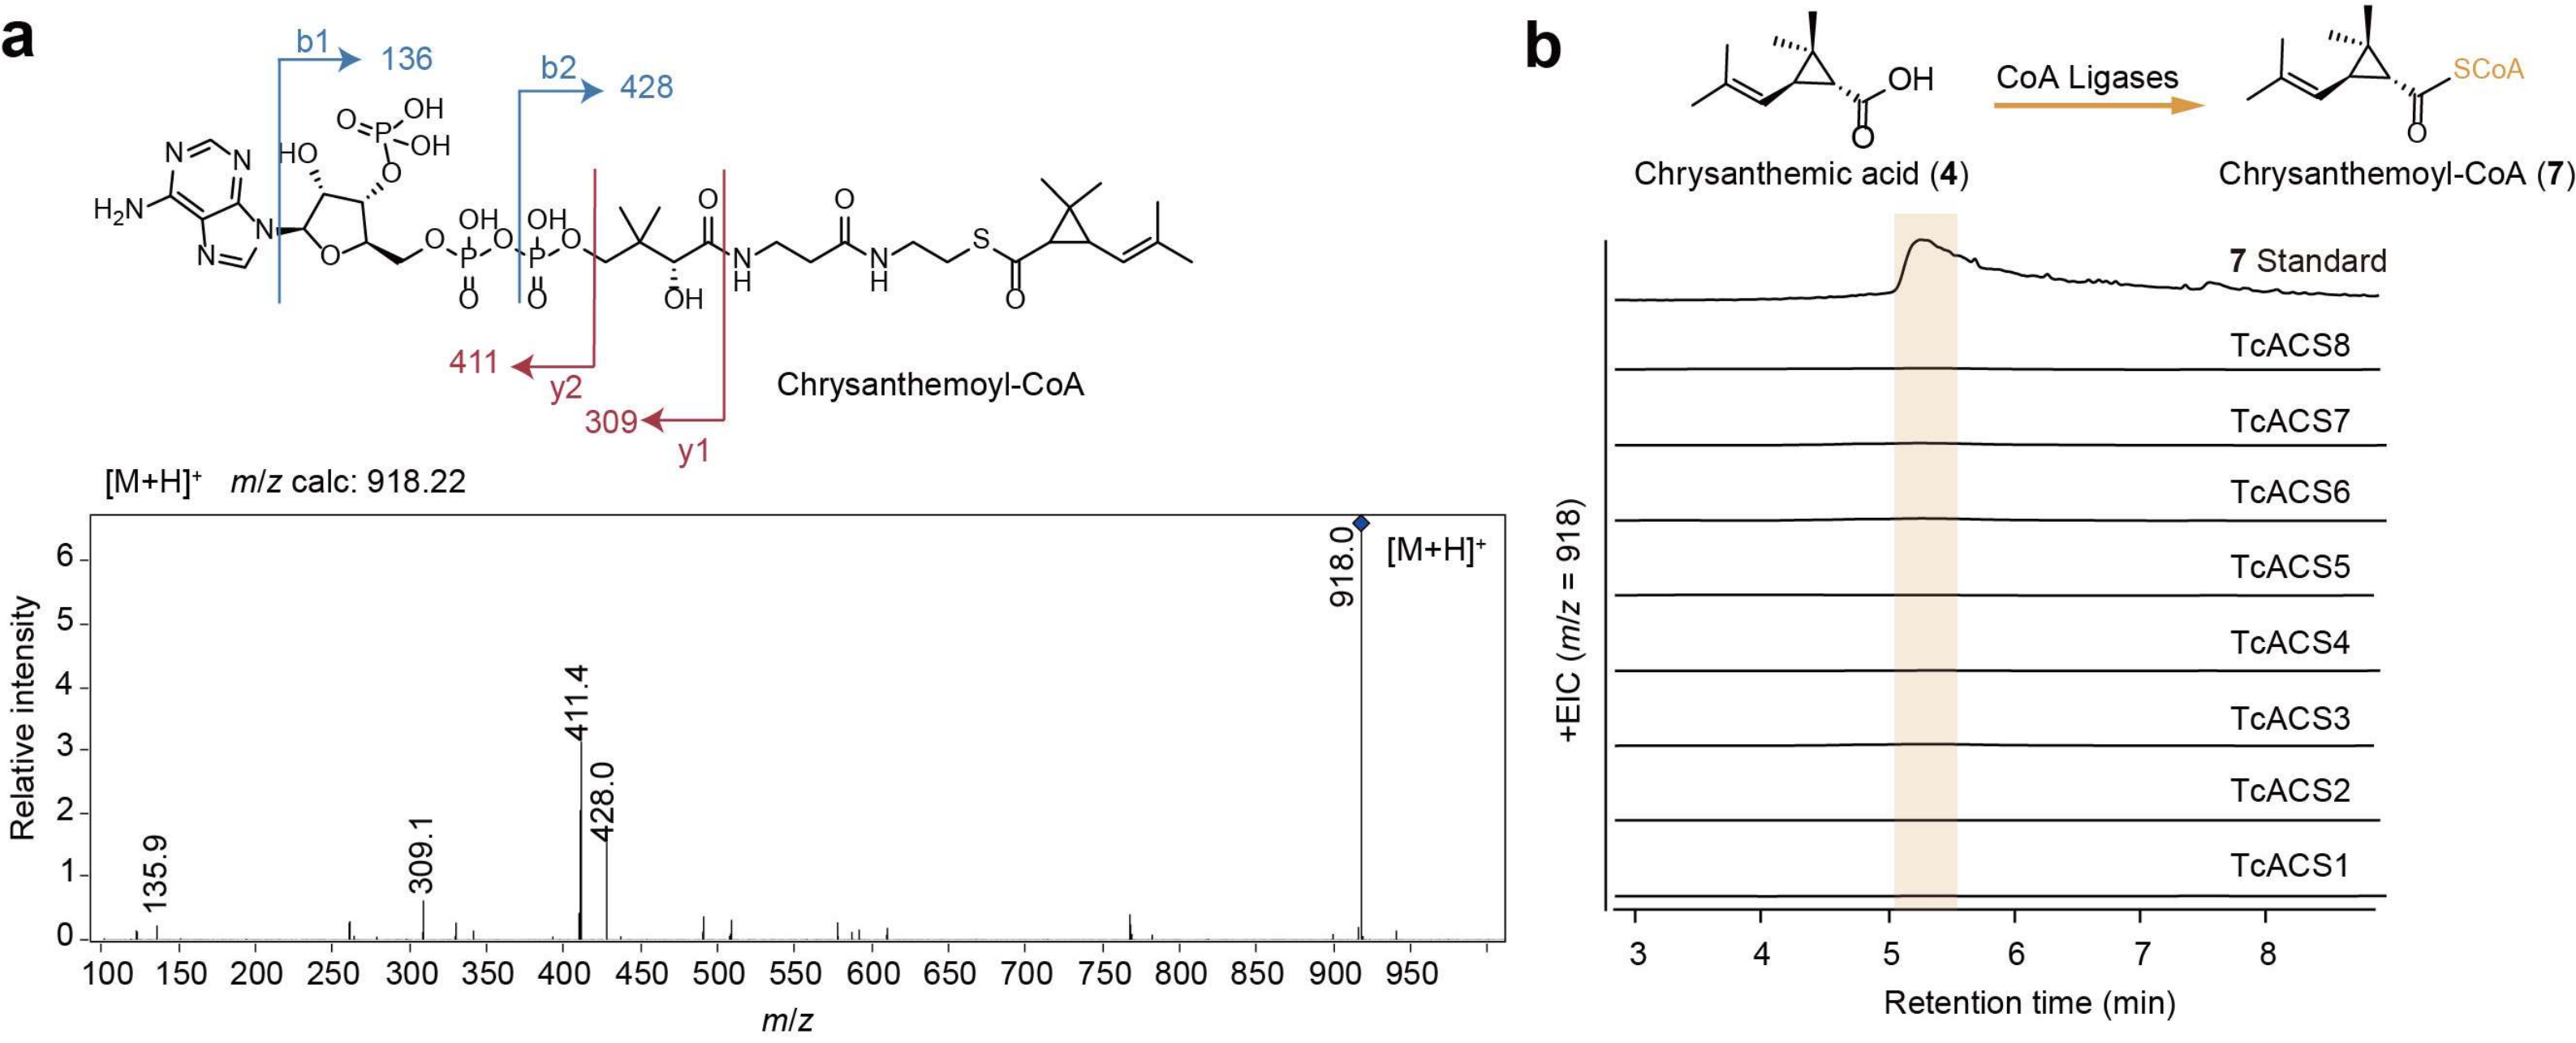 a
b1
136
b2
428
O
OH
P
OH
O
HO
N
N
H2N
N
N
O
O
OH
P
O
O
OH
P
O
O
O
N
H
OH
O
N
H
S
O
411
y2
309
y1
Chrysanthemoyl-CoA
[M+H]+ m/z calc: 918.22
Relative intensity
6
5
4
3
2
1
0
135.9
309.1
411.4
428.0
918.0
[M+H]+
100 150 200 250 300 350 400 450 500 550 600 650 700 750 800 850 900 950
m/z
b
OH
O
Chrysanthemic acid (4)
CoA Ligases
SCoA
O
Chrysanthemoyl-CoA (7)
+EIC (m/z = 918)
7 Standard
TcACS8
TcACS7
TcACS6
TcACS5
TcACS4
TcACS3
TcACS2
TcACS1
3 4 5 6 7 8
Retention time (min)